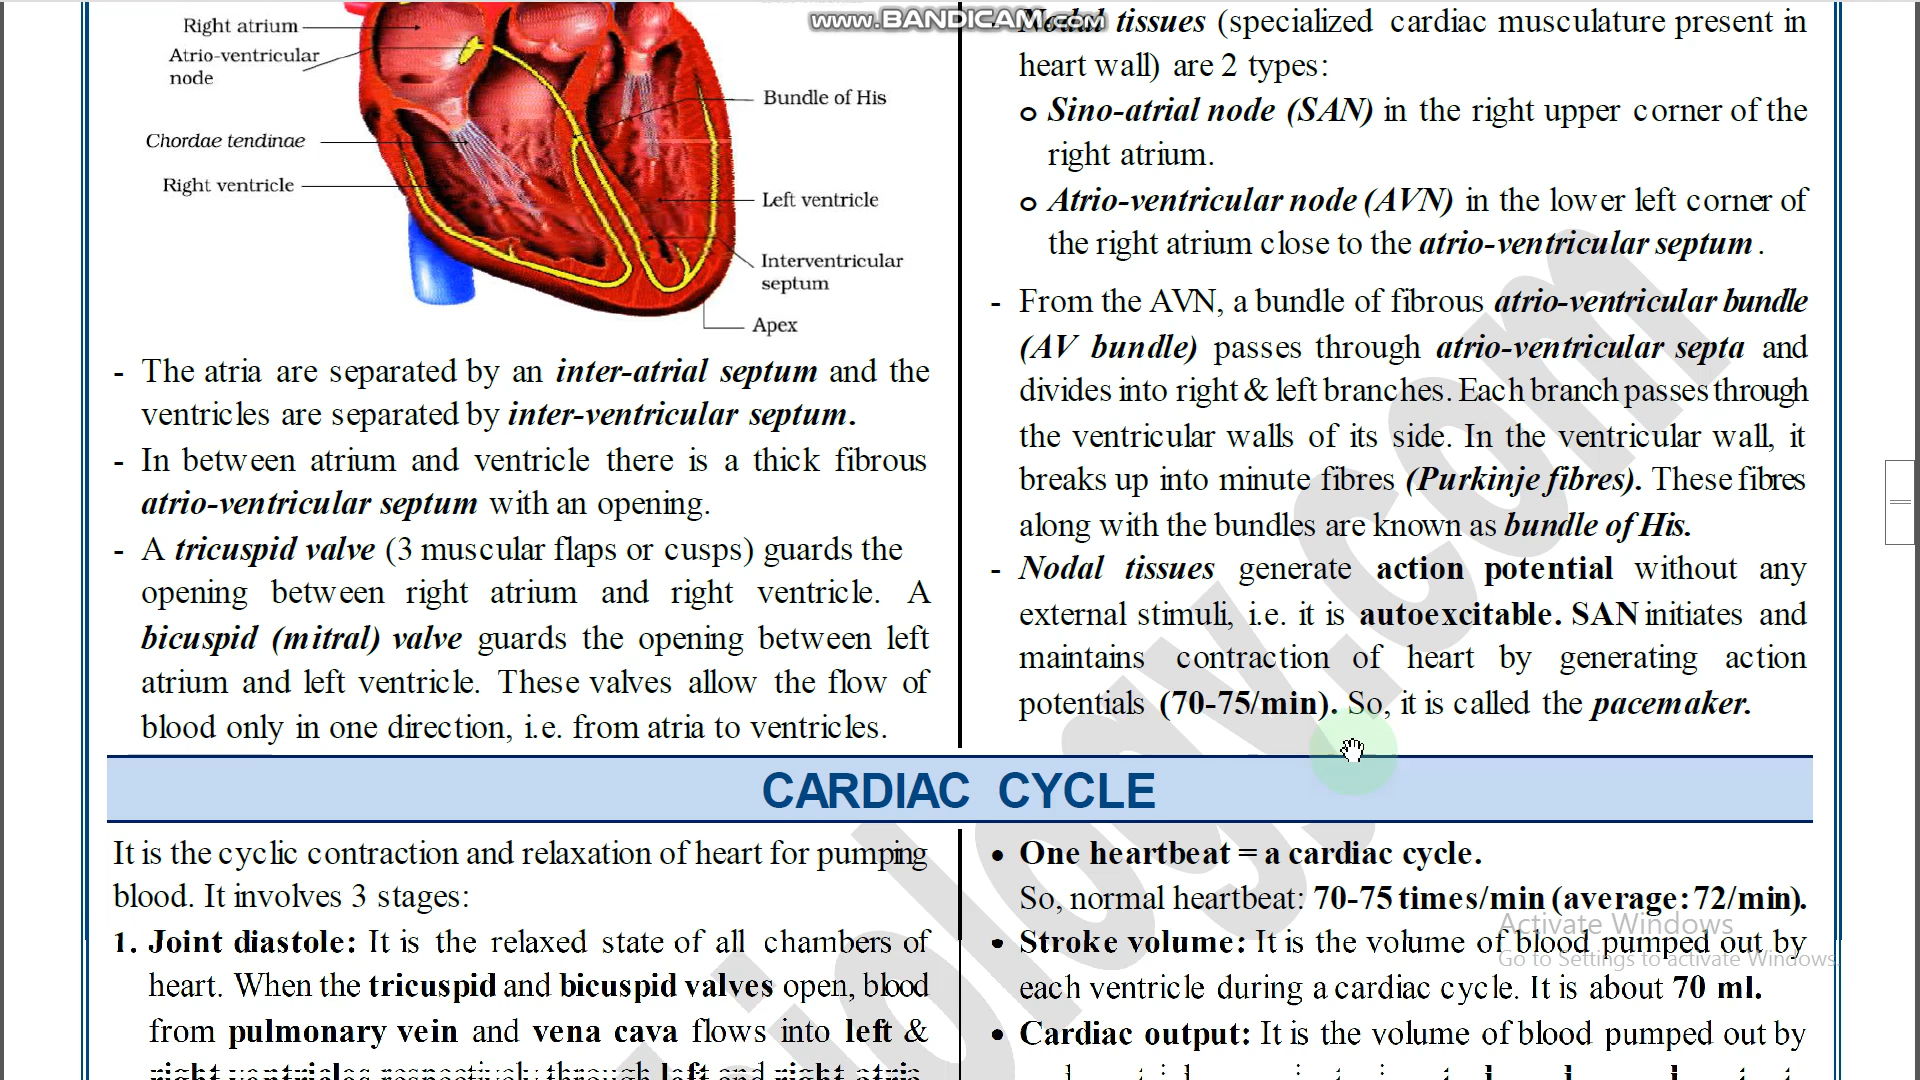 www.BANDICAM.com
Right atrium
Atrio-ventricular
node
Chordae tendinae
Right ventricle
Bundle of His
Left ventricle
Interventricular
septum
Apex
- The atria are separated by an inter-atrial septum and the
ventricles are separated by inter-ventricular septum.
- In between atrium and ventricle there is a thick fibrous
atrio-ventricular septum with an opening.
- A tricuspid valve (3 muscular flaps or cusps) guards the
opening between right atrium and right ventricle. A
bicuspid (mitral) valve guards the opening between left
atrium and left ventricle. These valves allow the flow of
blood only in one direction, i.e. from atria to ventricles.
Nodal tissues (specialized cardiac musculature present in
heart wall) are 2 types:
o Sino-atrial node (SAN) in the right upper corner of the
right atrium.
o Atrio-ventricular node (AVN) in the lower left corner of
the right atrium close to the atrio-ventricular septum.
- From the AVN, a bundle of fibrous atrio-ventricular bundle
(AV bundle) passes through atrio-ventricular septa and
divides into right & left branches. Each branch passes through
the ventricular walls of its side. In the ventricular wall, it
breaks up into minute fibres (Purkinje fibres). These fibres
along with the bundles are known as bundle of His.
- Nodal tissues generate action potential without any
external stimuli, i.e. it is autoexcitable. SAN initiates and
maintains contraction of heart by generating action
potentials (70-75/min). So, it is called the pacemaker.
CARDIAC CYCLE
It is the cyclic contraction and relaxation of heart for pumping
blood. It involves 3 stages:
1. Joint diastole: It is the relaxed state of all chambers of
heart. When the tricuspid and bicuspid valves open, blood
from pulmonary vein and vena cava flows into left &
right ventricles respectively through left and right atria.
• One heartbeat = a cardiac cycle.
So, normal heartbeat: 70-75 times/min (average: 72/min).
• Stroke volume: It is the volume of blood pumped out by
each ventricle during a cardiac cycle. It is about 70 ml.
• Cardiac output: It is the volume of blood pumped out by
Activate Windows
Go to Settings to activate Windows.